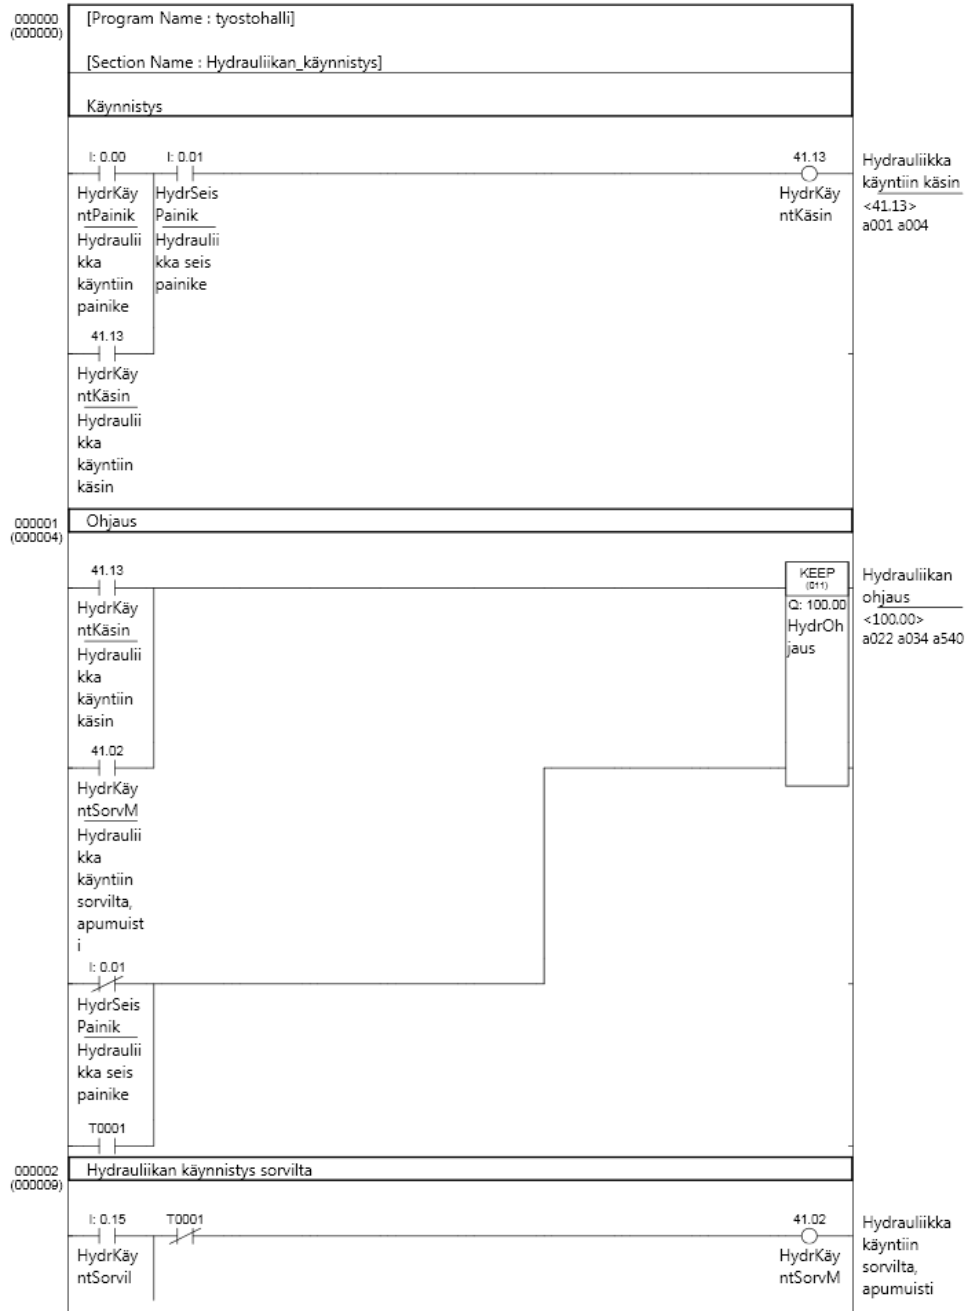 000000
(000000)
[Program Name : tyostohalli]
[Section Name : Hydrauliikan_käynnistys]
Käynnistys
I: 0.00
I: 0.01
41.13
HydrKäy
ntPainik
Hydraulii
kka
käyntiin
painike
HydrSeis
Painik
Hydraulii
kka seis
painike
HydrKäy
ntKäsin
Hydrauliikka
käyntiin käsin
<41.13>
a001 a004
41.13
HydrKäy
ntKäsin
Hydraulii
kka
käyntiin
käsin
000001
(000004)
Ohjaus
41.13
HydrKäy
ntKäsin
Hydraulii
kka
käyntiin
käsin
KEEP
(011)
Q: 100.00
HydrOh
jaus
Hydrauliikan
ohjaus
<100.00>
a022 a034 a540
41.02
HydrKäy
ntSorvM
Hydraulii
kka
käyntiin
sorvilta,
apumuist
i
I: 0.01
HydrSeis
Painik
Hydraulii
kka seis
painike
T0001
000002
(000009)
Hydrauliikan käynnistys sorvilta
I: 0.15
T0001
41.02
HydrKäy
ntSorvil
HydrKäy
ntSorvM
Hydrauliikka
käyntiin
sorvilta,
apumuisti